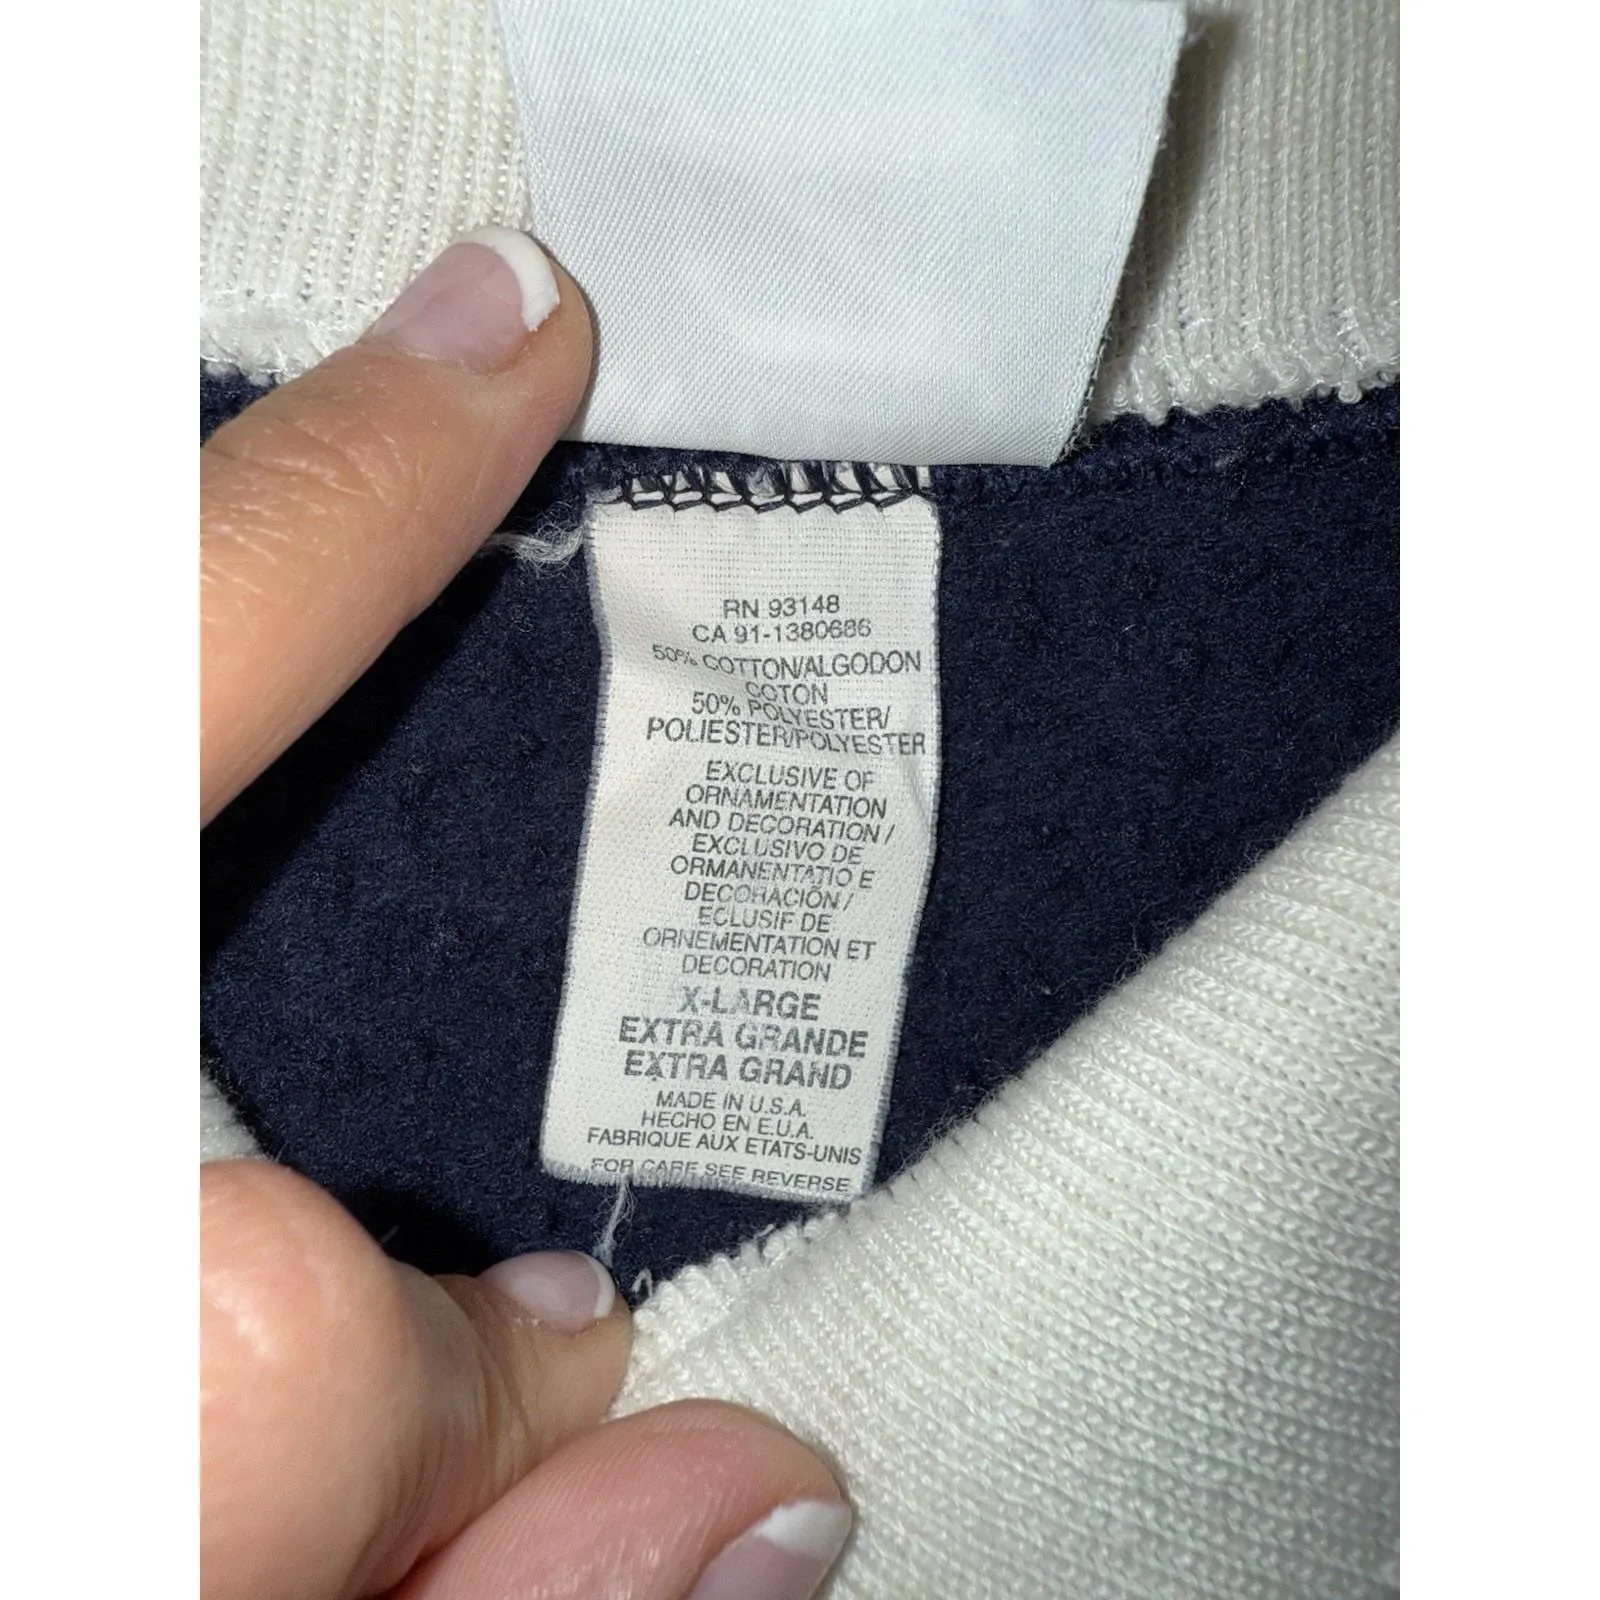 RN 93148
CA 91-1380686
50% COTTON/ALGODON
COTON
50% POLYESTER/
POLIESTER/POLYESTER
EXCLUSIVE OF
ORNAMENTATION
AND DECORATION /
EXCLUSIVO DE
ORMANENTATIO E
DECORACIÕN /
ECLUSIF DE
ORNEMENTATION ET
DECORATION
X-LARGE
EXTRA GRANDE
EXTRA GRAND
MADE IN U.S.A.
HECHO EN E.U.A.
FABRIQUE AUX ETATS-UNIS
FOR CARE SEE REVERSE